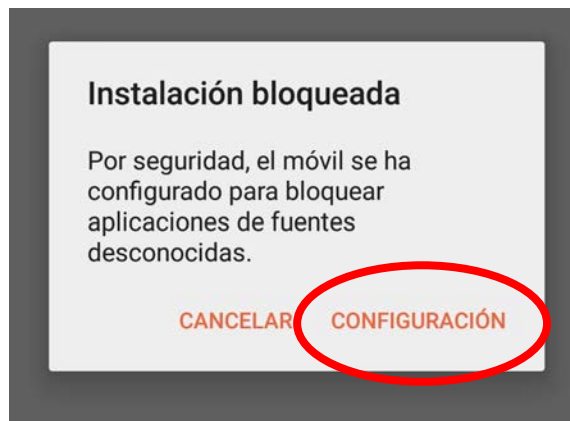 Instalación bloqueada
Por seguridad, el móvil se ha
configurado para bloquear
aplicaciones de fuentes
desconocidas.
CANCELAR CONFIGURACIÓN